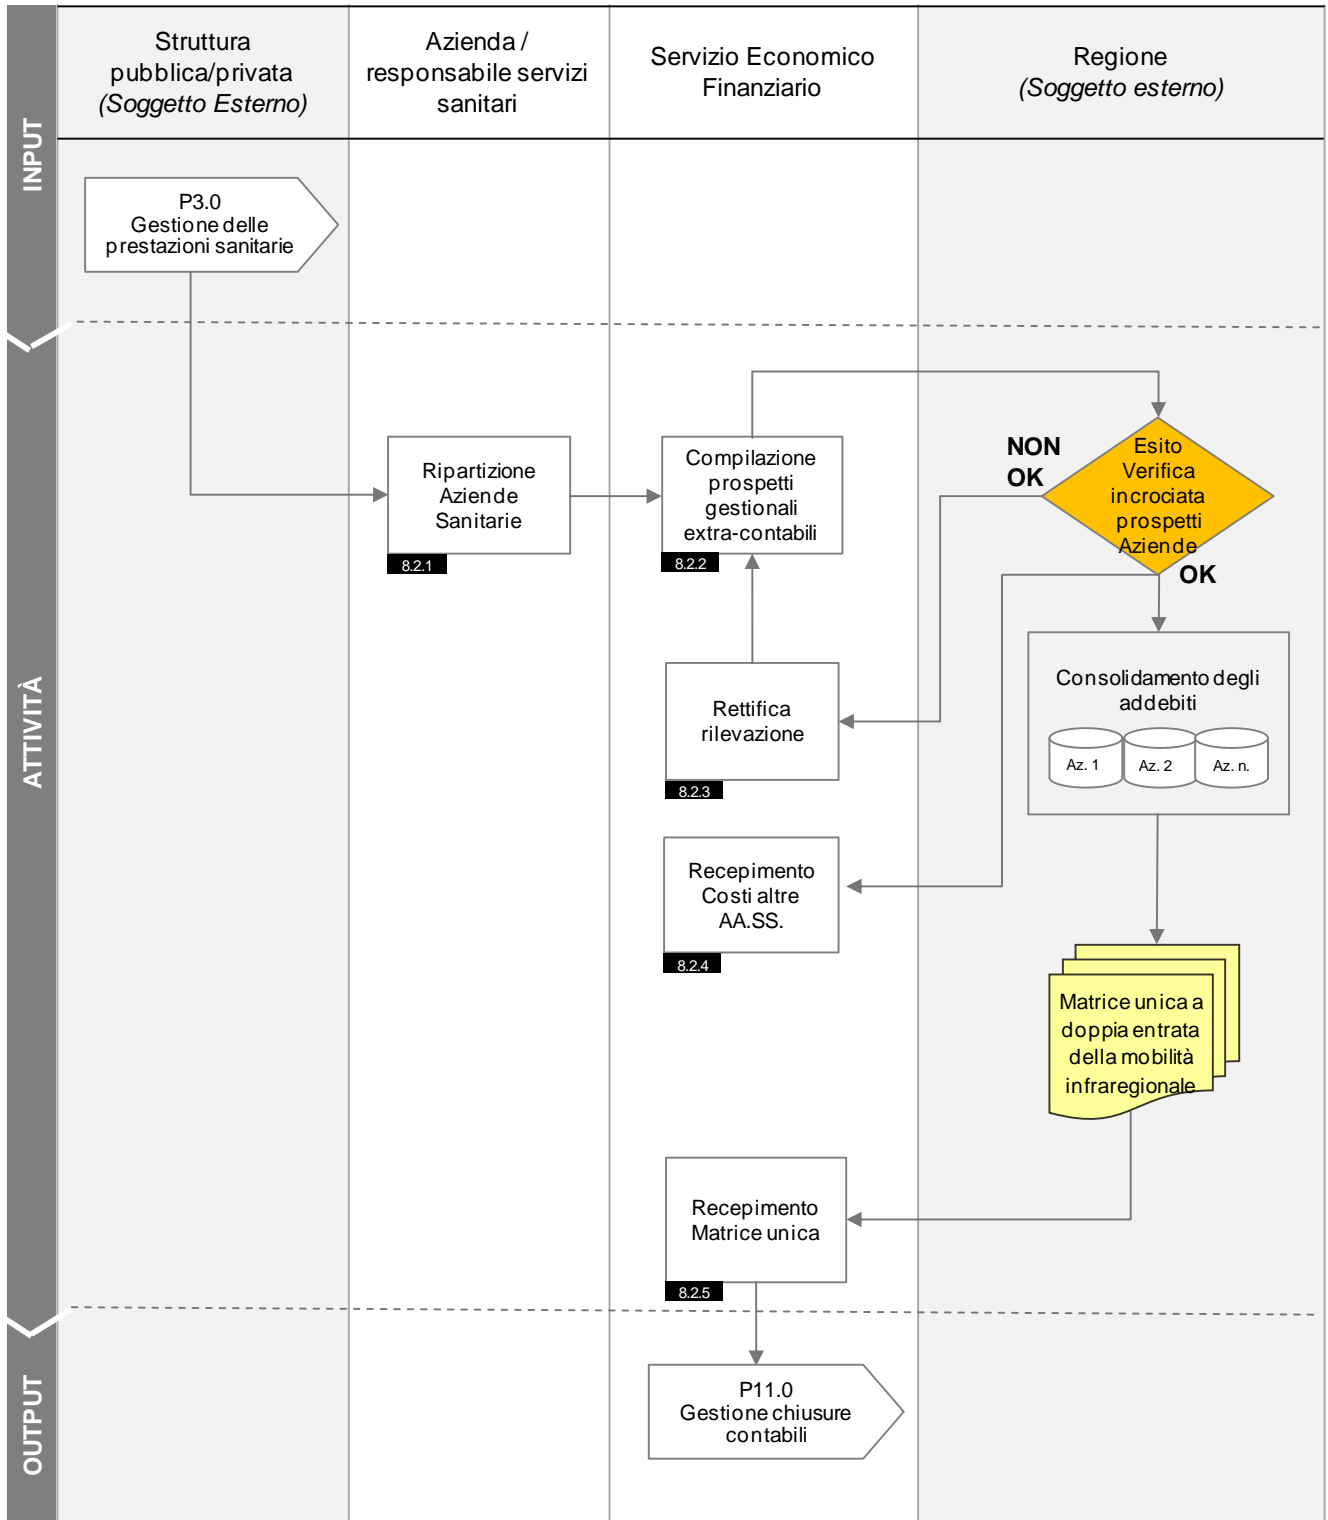 Struttura
pubblica/privata
(Soggetto Esterno)
Azienda /
responsabile servizi
sanitari
Servizio Economico
Finanziario
Regione
(Soggetto esterno)
INPUT
P3.0
Gestione delle
prestazioni sanitarie
ATTIVITÀ
Ripartizione
Aziende
Sanitarie
8.2.1
Compilazione
prospetti
gestionali
extra-contabili
8.2.2
NON
OK
Esito
Verifica
incrociata
prospetti
Aziende
OK
Rettifica
rilevazione
8.2.3
Consolidamento degli
addebiti
Az. 1
Az. 2
Az. n.
Recepimento
Costi altre
AA.SS.
8.2.4
Matrice unica a
doppia entrata
della mobilità
infraregionale
Recepimento
Matrice unica
8.2.5
OUTPUT
P11.0
Gestione chiusure
contabili